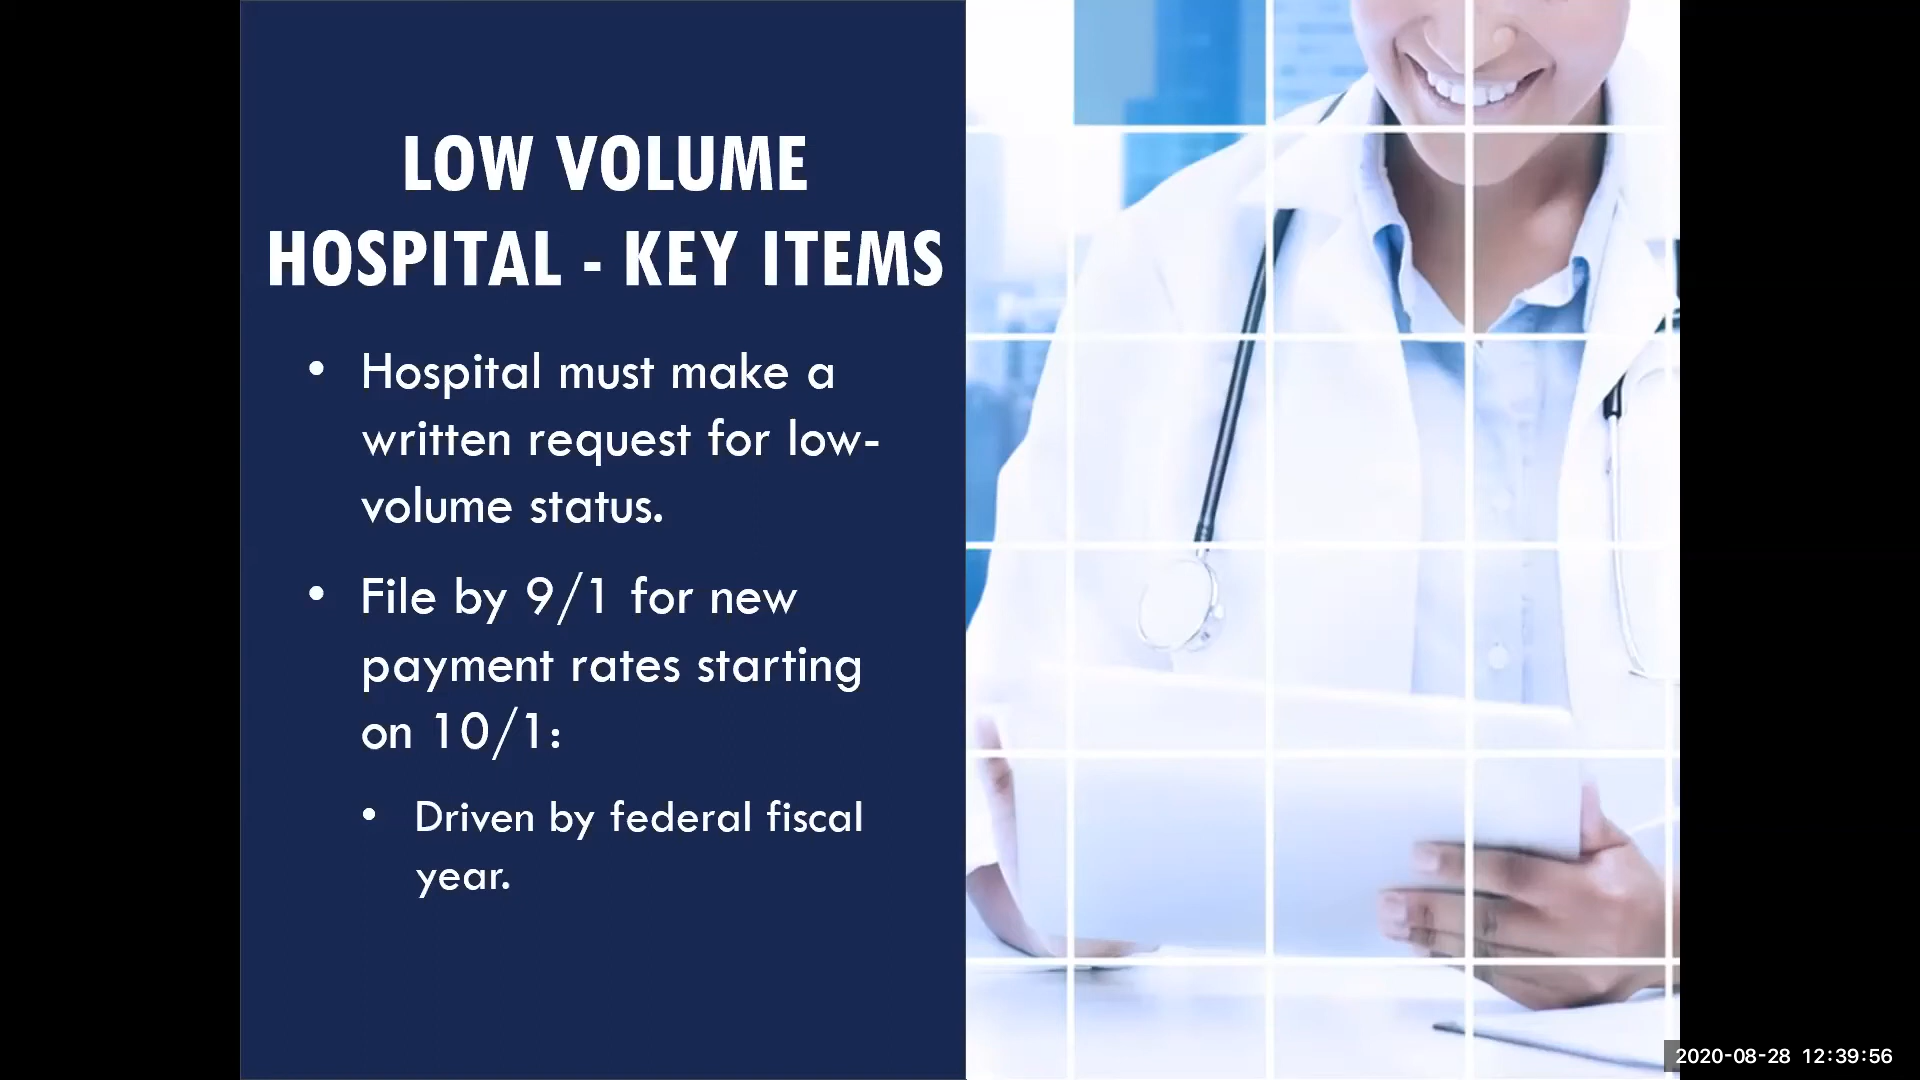 LOW VOLUME
HOSPITAL - KEY ITEMS
• Hospital must make a
written request for low-
volume status.
• File by 9/1 for new
payment rates starting
on 10/1:
• Driven by federal fiscal
year.
2020-08-28 12:39:56